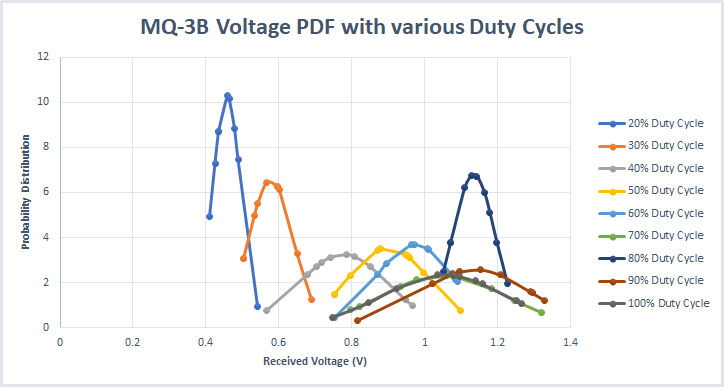 MQ-3B Voltage PDF with various Duty Cycles
12
10
8
6
4
2
0
Probability Distribution
0 0.2 0.4 0.6 0.8 1 1.2 1.4
Received Voltage (V)
20% Duty Cycle
30% Duty Cycle
40% Duty Cycle
50% Duty Cycle
60% Duty Cycle
70% Duty Cycle
80% Duty Cycle
90% Duty Cycle
100% Duty Cycle